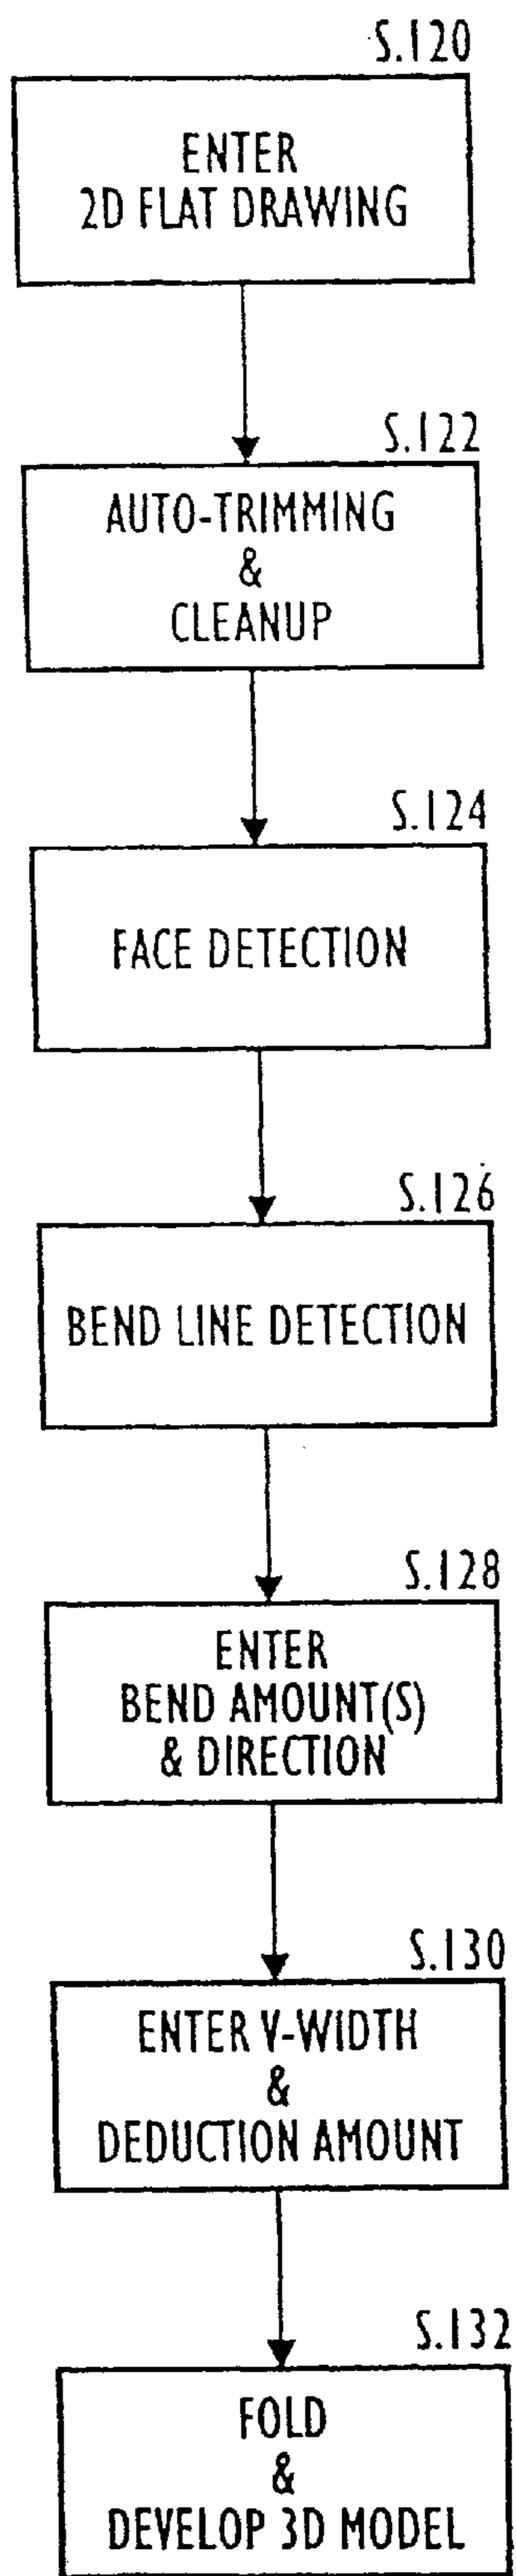 S.120
ENTER
2D FLAT DRAWING
S.122
AUTO-TRIMMING
&
CLEANUP
S.124
FACE DETECTION
S.126
BEND LINE DETECTION
S.128
ENTER
BEND AMOUNT(S)
& DIRECTION
S.130
ENTER V-WIDTH
&
DEDUCTION AMOUNT
S.132
FOLD
&
DEVELOP 3D MODEL